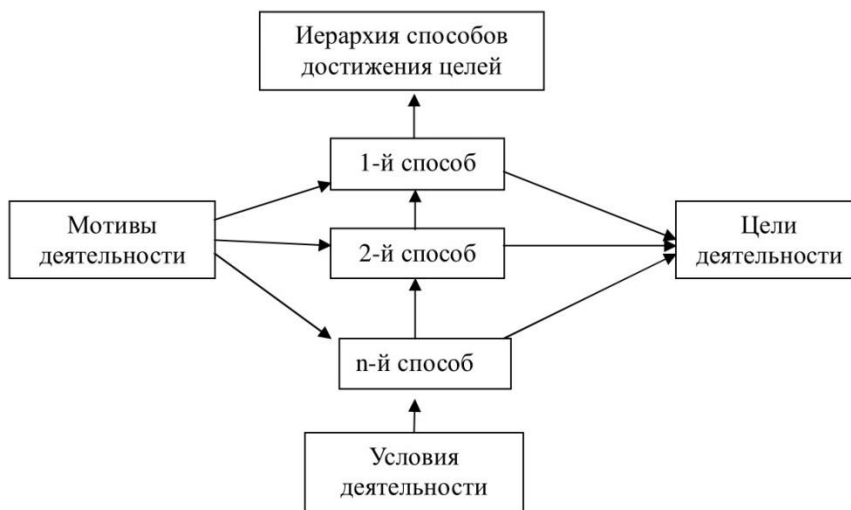 Иерархия способов
достижения целей
1-й способ
Мотивы
деятельности
2-й способ
Цели
деятельности
n-й способ
Условия
деятельности